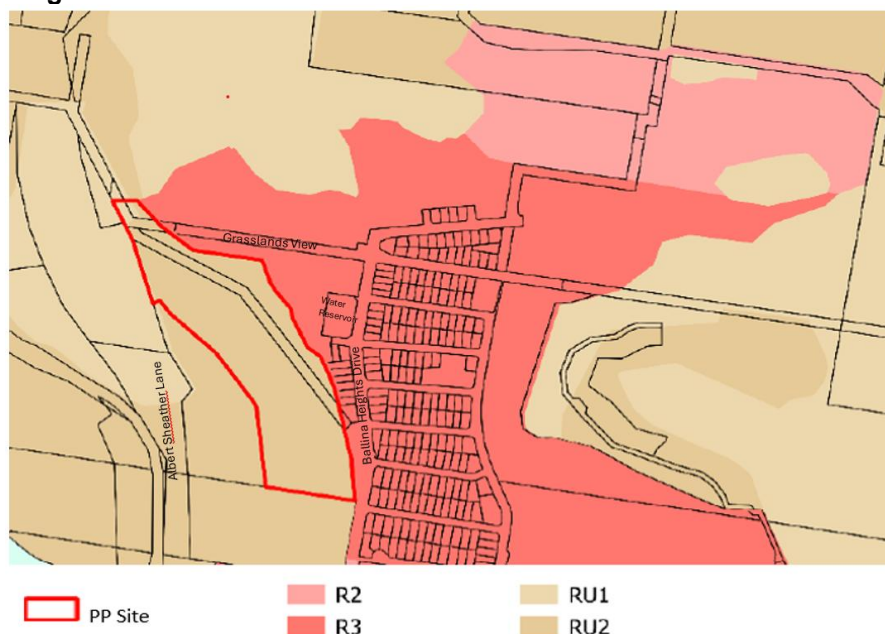 Grasslands View
Water
Reservoir
Ballina Heights Drive
Albert Sheather Lane
PP Site
R2
R3
RU1
RU2